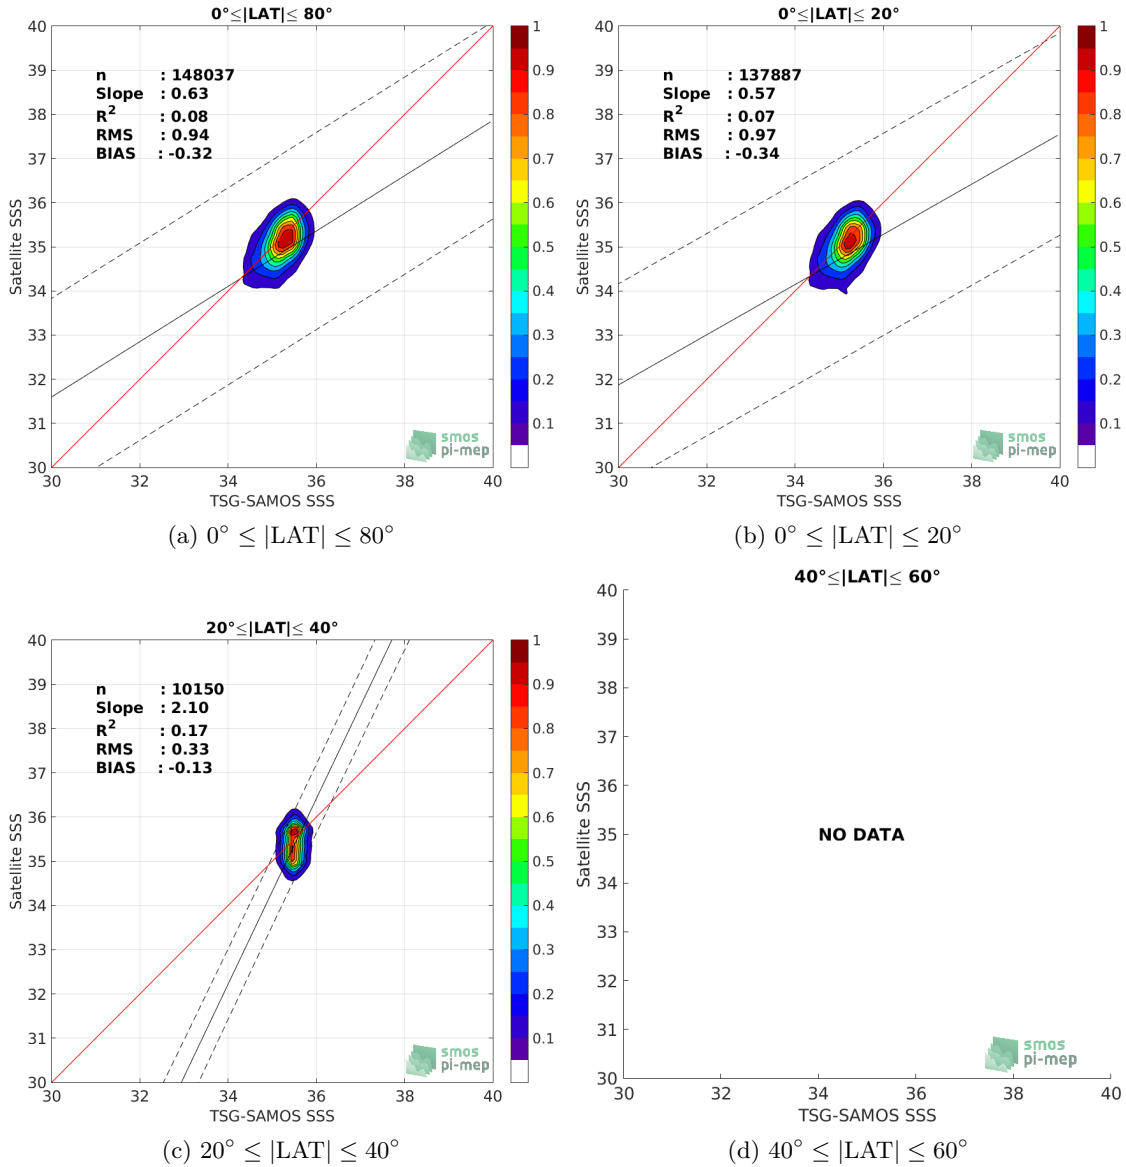 0°≤|LAT|≤ 80°
40
39
38
37
36
35
34
33
32
31
30
Satellite SSS
n : 148037
Slope : 0.63
R2 : 0.08
RMS : 0.94
BIAS : -0.32
smos
pi-mep
30 32 34 36 38 40
TSG-SAMOS SSS
1
0.9
0.8
0.7
0.6
0.5
0.4
0.3
0.2
0.1
(a) 0° ≤ |LAT| ≤ 80°
0°≤|LAT|≤ 20°
40
39
38
37
36
35
34
33
32
31
30
Satellite SSS
n : 137887
Slope : 0.57
R2 : 0.07
RMS : 0.97
BIAS : -0.34
smos
pi-mep
30 32 34 36 38 40
TSG-SAMOS SSS
1
0.9
0.8
0.7
0.6
0.5
0.4
0.3
0.2
0.1
(b) 0° ≤ |LAT| ≤ 20°
20°≤|LAT|≤ 40°
40
39
38
37
36
35
34
33
32
31
30
Satellite SSS
n : 10150
Slope : 2.10
R2 : 0.17
RMS : 0.33
BIAS : -0.13
smos
pi-mep
30 32 34 36 38 40
TSG-SAMOS SSS
1
0.9
0.8
0.7
0.6
0.5
0.4
0.3
0.2
0.1
(c) 20° ≤ |LAT| ≤ 40°
40°≤|LAT|≤ 60°
40
39
38
37
36
35
34
33
32
31
30
Satellite SSS
NO DATA
smos
pi-mep
30 32 34 36 38 40
TSG-SAMOS SSS
(d) 40° ≤ |LAT| ≤ 60°